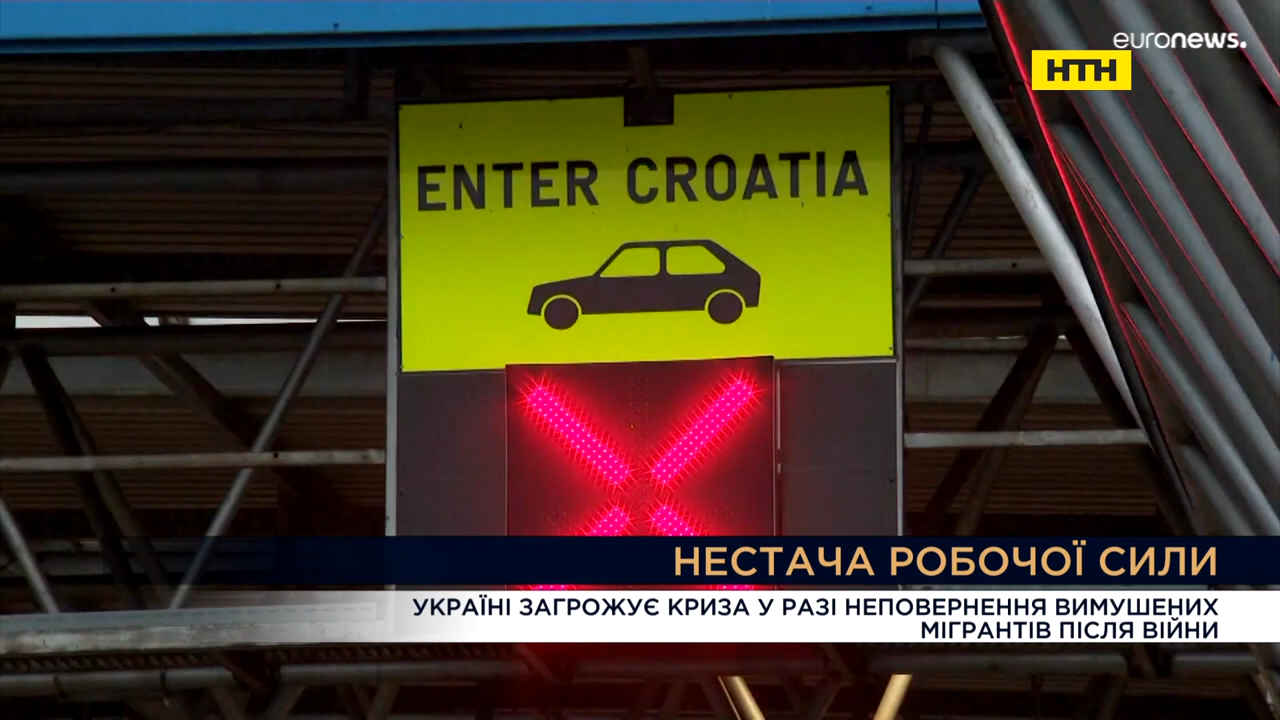 euronews.
НТН
ENTER CROATIA
НЕСТАЧА РОБОЧОЇ СИЛИ
УКРАЇНІ ЗАГРОЖУЄ КРИЗА У РАЗІ НЕПОВЕРНЕННЯ ВИМУШЕНИХ
МІГРАНТІВ ПІСЛЯ ВІЙНИ